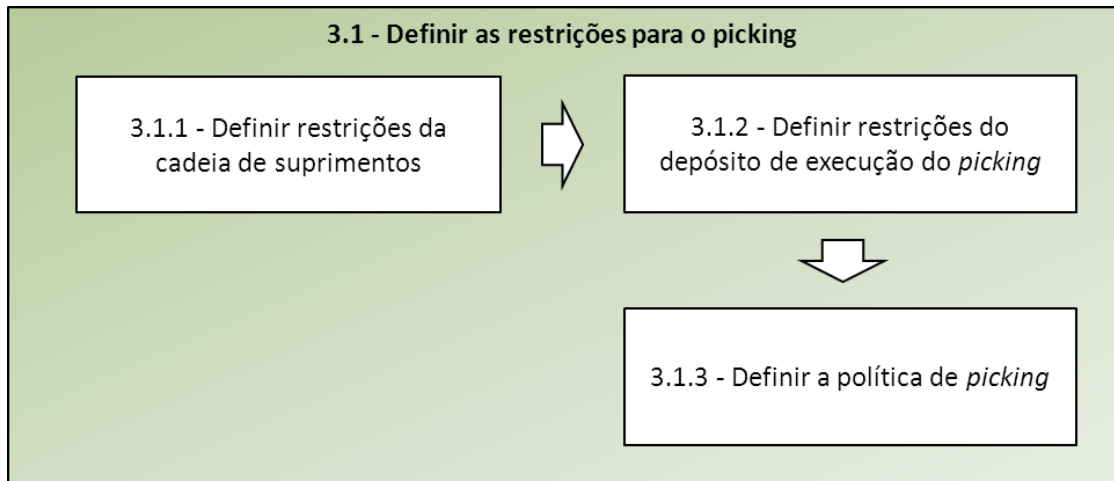 3.1 - Definir as restrições para o picking
3.1.1 - Definir restrições da
cadeia de suprimentos
3.1.2 - Definir restrições do
depósito de execução do picking
3.1.3 - Definir a política de picking